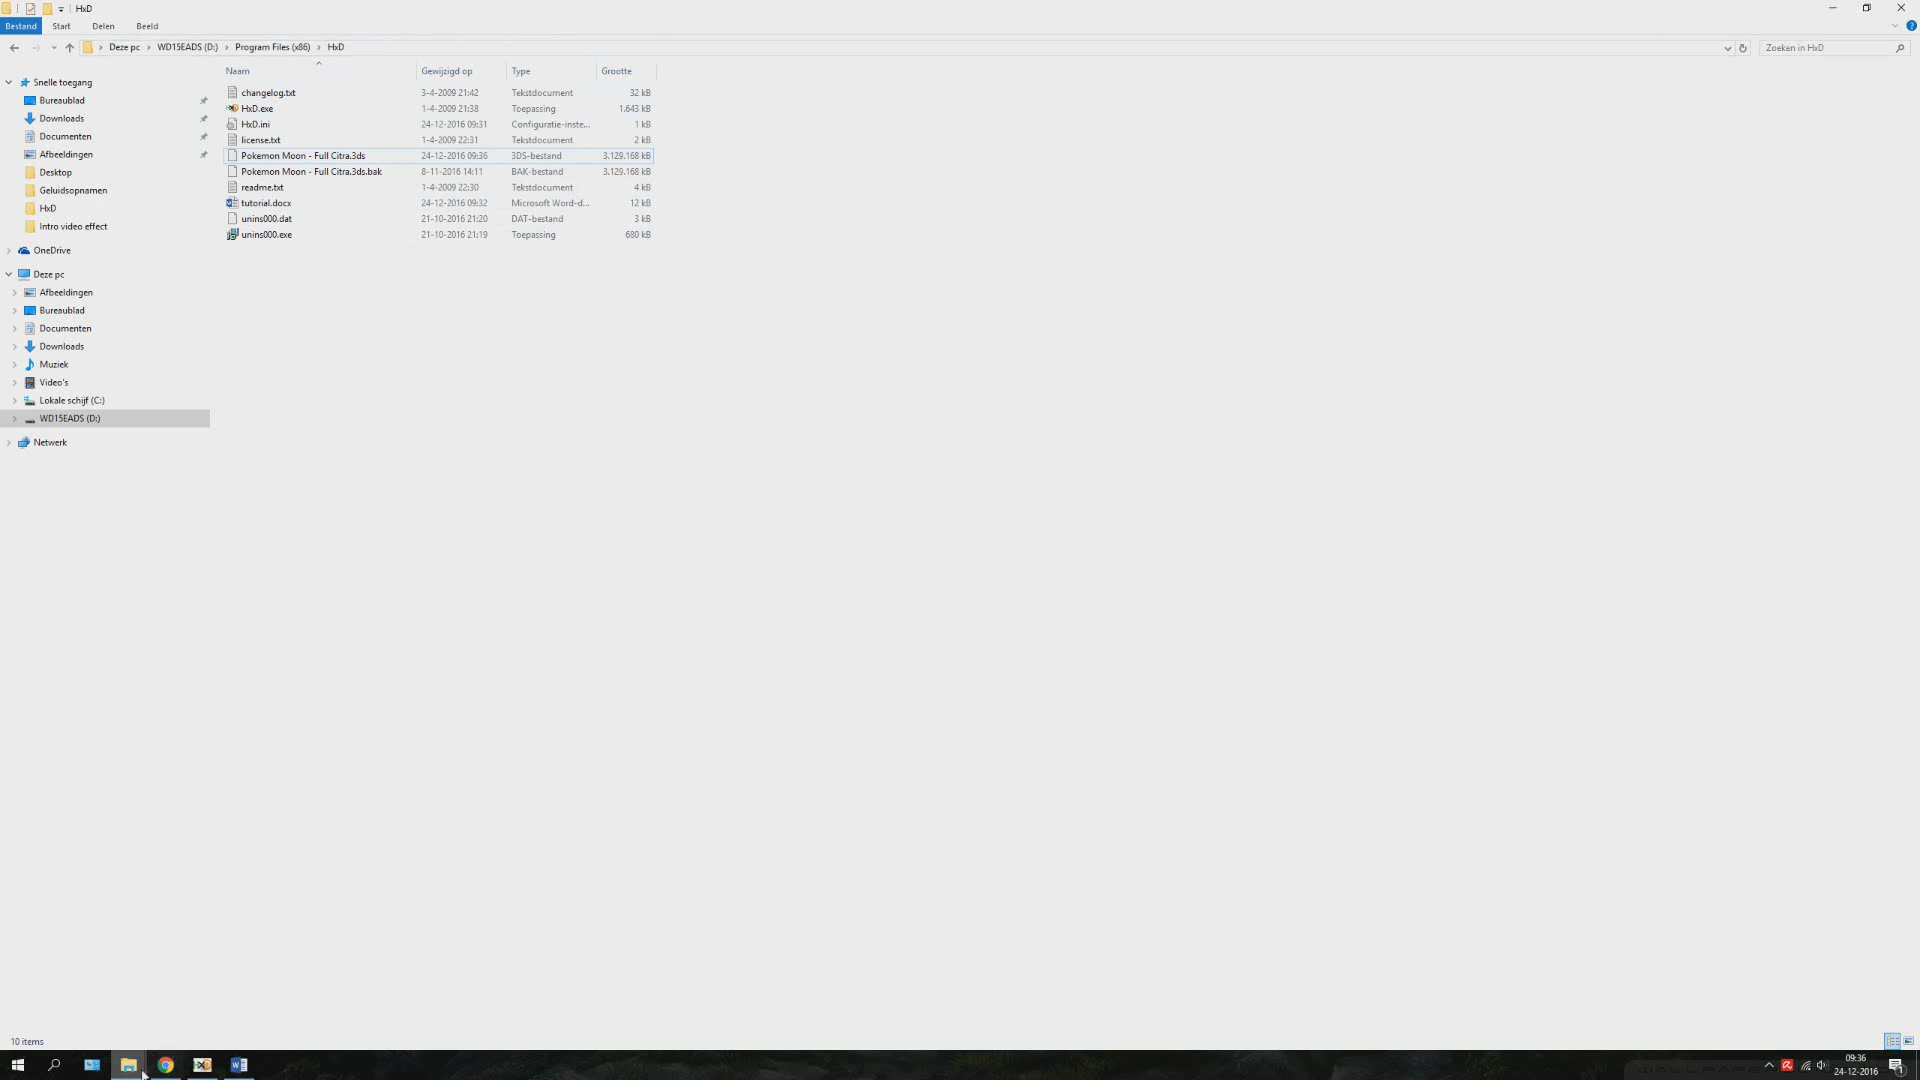 HxD
Bestand Start Delen Beeld
Deze pc › WD15EADS (D:) › Program Files (x86) › HxD
Zoeken in HxD
Naam Gewijzigd op Type Grootte
changelog.txt 3-4-2009 21:42 Tekstdocument 32 kB
HxD.exe 1-4-2009 21:38 Toepassing 1.643 kB
HxD.ini 24-12-2016 09:31 Configuratie-inste... 1 kB
license.txt 1-4-2009 22:31 Tekstdocument 2 kB
Pokemon Moon - Full Citra.3ds 24-12-2016 09:36 3DS-bestand 3.129.168 kB
Pokemon Moon - Full Citra.3ds.bak 8-11-2016 14:11 BAK-bestand 3.129.168 kB
readme.txt 1-4-2009 22:30 Tekstdocument 4 kB
tutorial.docx 24-12-2016 09:32 Microsoft Word-d... 12 kB
unins000.dat 21-10-2016 21:20 DAT-bestand 3 kB
unins000.exe 21-10-2016 21:19 Toepassing 680 kB
Snelle toegang
Bureaublad
Downloads
Documenten
Afbeeldingen
Desktop
Geluidsopnamen
HxD
Intro video effect
OneDrive
Deze pc
Afbeeldingen
Bureaublad
Documenten
Downloads
Muziek
Video's
Lokale schijf (C:)
WD15EADS (D:)
Netwerk
10 items
09:36
24-12-2016